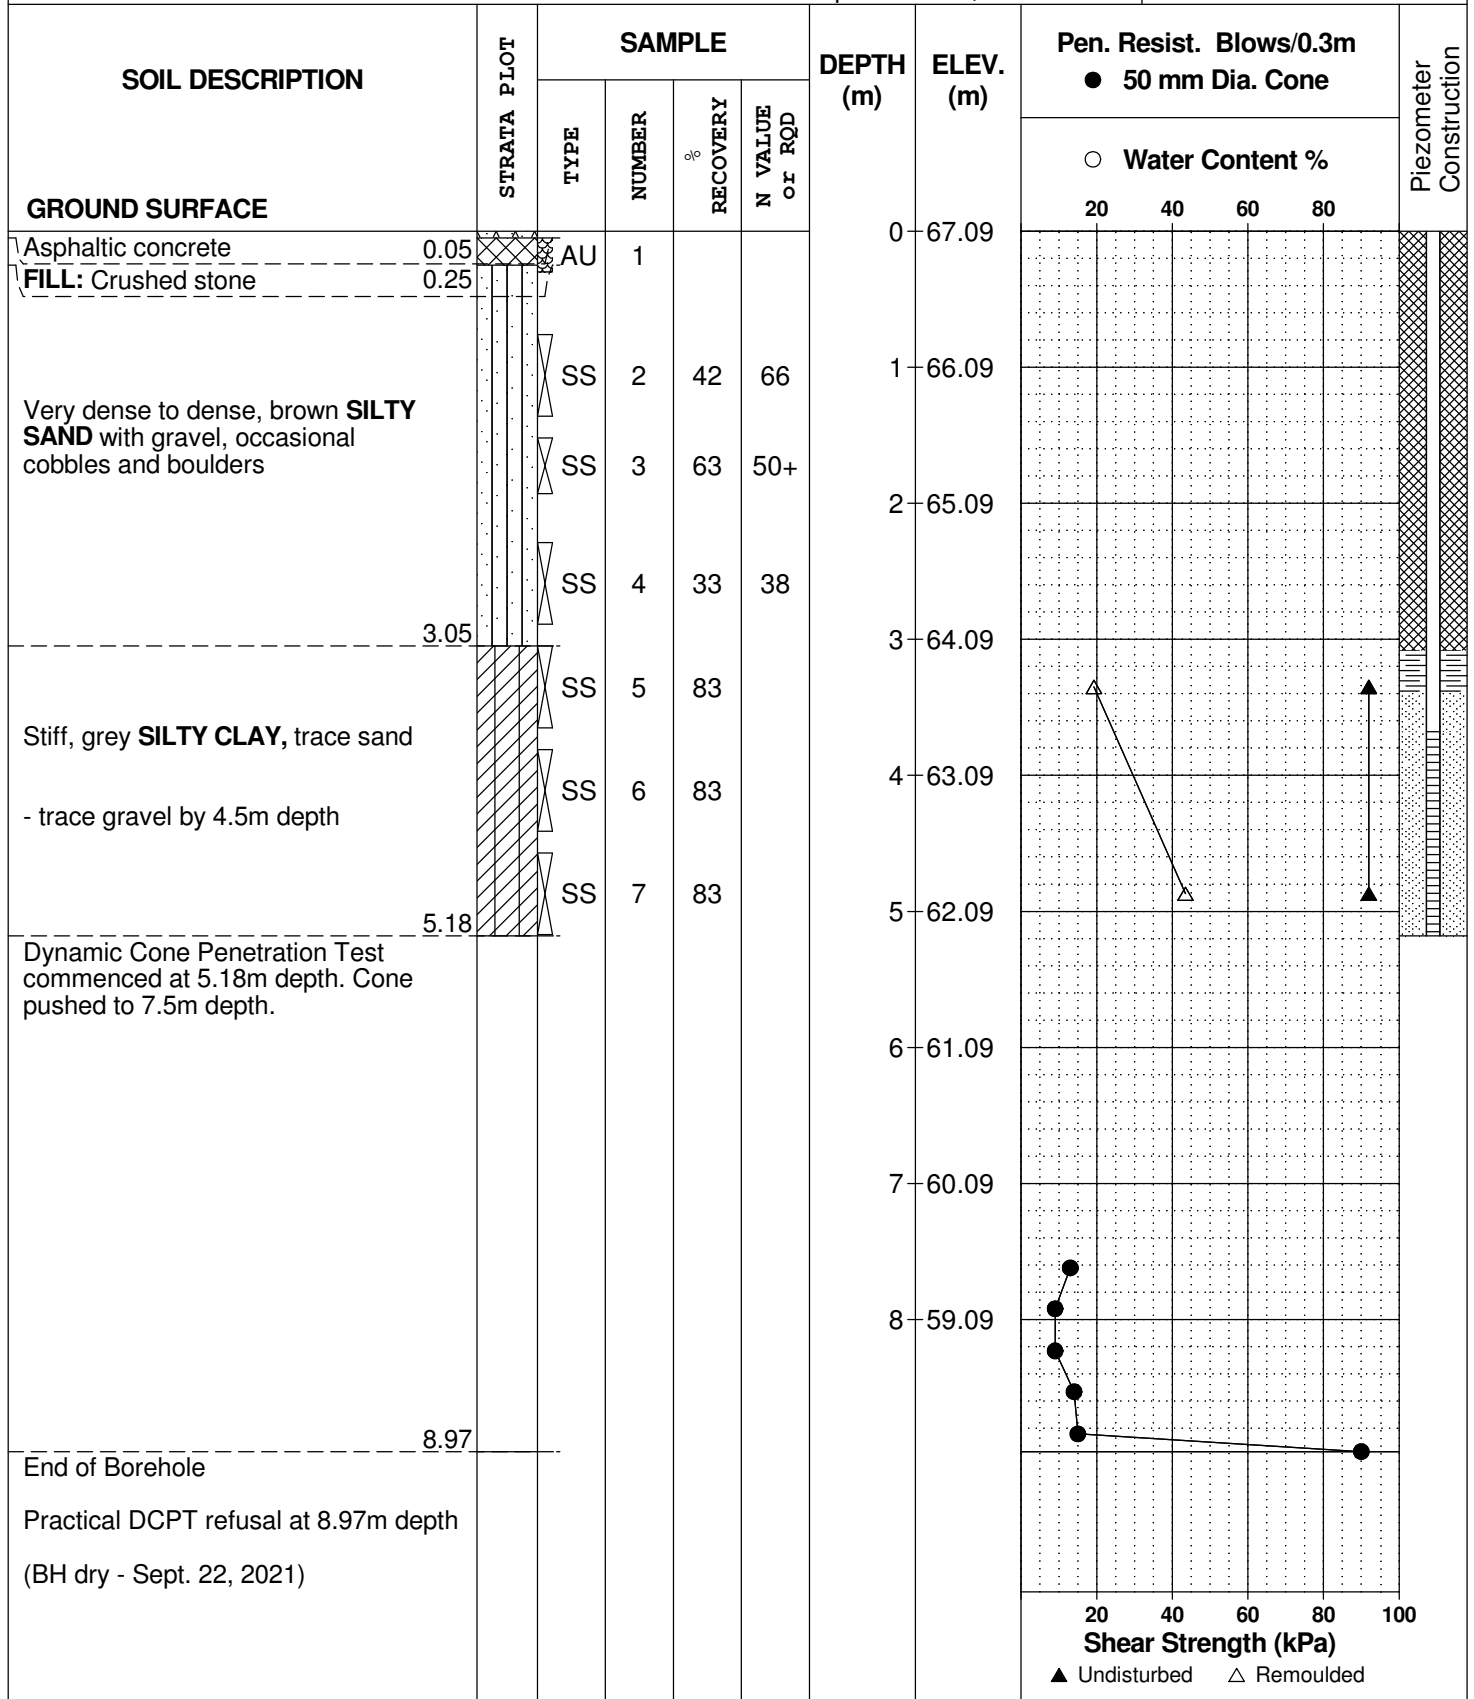 SOIL DESCRIPTION
GROUND SURFACE
STRATA PLOT
SAMPLE
TYPE
NUMBER
%
RECOVERY
N VALUE
or RQD
DEPTH
(m)
ELEV.
(m)
Pen. Resist. Blows/0.3m
● 50 mm Dia. Cone
○ Water Content %
20 40 60 80
Piezometer
Construction
Asphaltic concrete 0.05
FILL: Crushed stone 0.25
AU 1
0 67.09
SS 2 42 66
1 66.09
Very dense to dense, brown SILTY
SAND with gravel, occasional
cobbles and boulders
SS 3 63 50+
2 65.09
SS 4 33 38
3.05
3 64.09
SS 5 83
Stiff, grey SILTY CLAY, trace sand
4 63.09
SS 6 83
- trace gravel by 4.5m depth
SS 7 83
5.18
5 62.09
Dynamic Cone Penetration Test
commenced at 5.18m depth. Cone
pushed to 7.5m depth.
6 61.09
7 60.09
8 59.09
8.97
End of Borehole
Practical DCPT refusal at 8.97m depth
(BH dry - Sept. 22, 2021)
20 40 60 80 100
Shear Strength (kPa)
▲ Undisturbed △ Remoulded